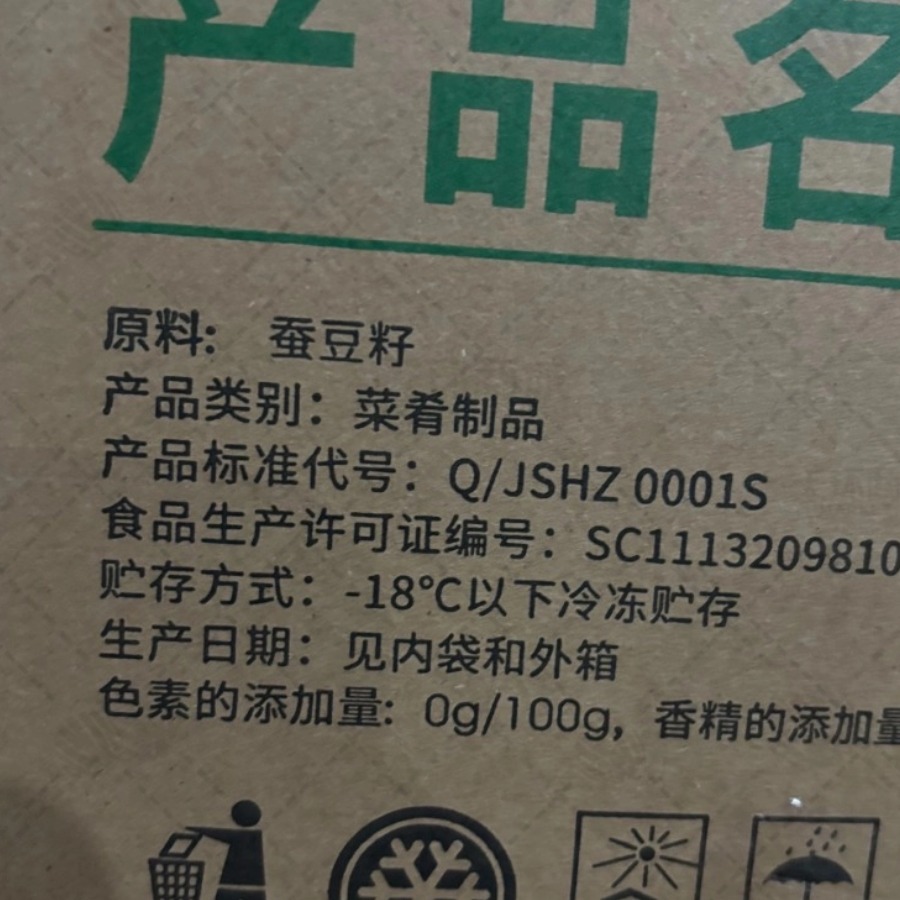 产品名
原料: 蚕豆籽
产品类别：菜肴制品
产品标准代号：Q/JSHZ 0001S
食品生产许可证编号：SC1113209810
贮存方式：-18℃以下冷冻贮存
生产日期：见内袋和外箱
色素的添加量: 0g/100g，香精的添加量